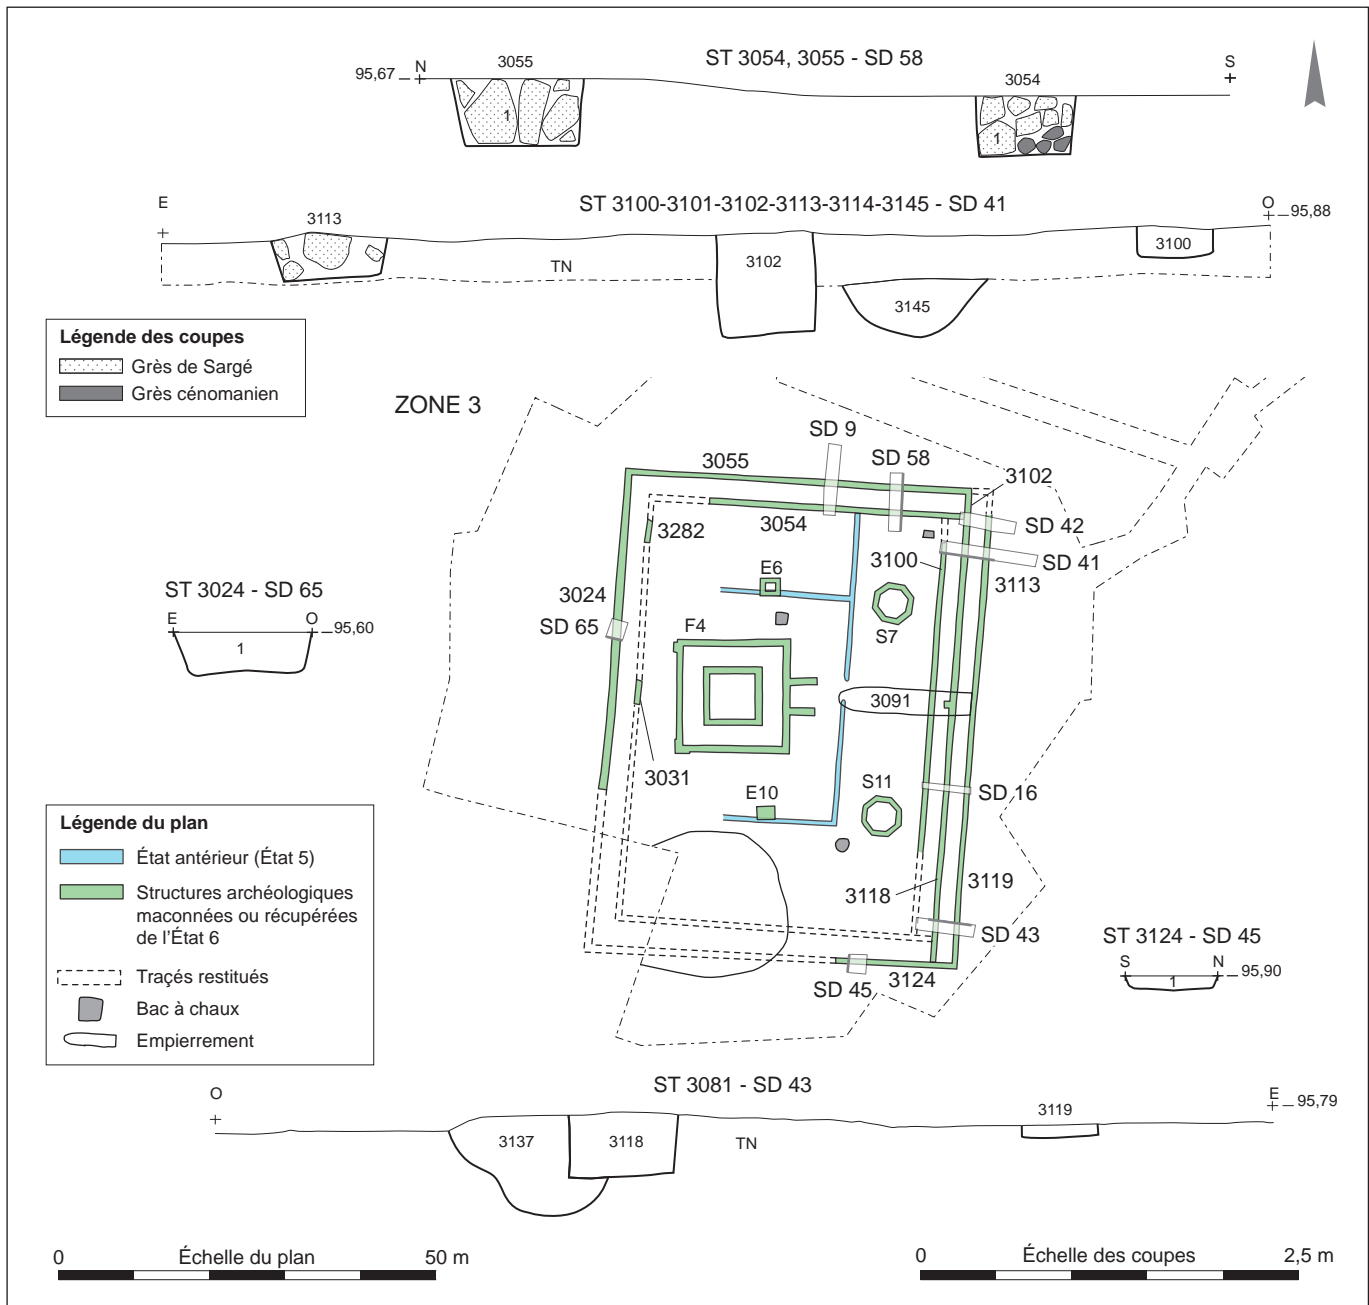 ST 3054, 3055 - SD 58
95,67
N
3055
3054
S
1
1
ST 3100-3101-3102-3113-3114-3145 - SD 41
E
O
95,88
3113
TN
3102
3145
3100
Légende des coupes
Grès de Sargé
Grès cénomanien
ZONE 3
SD 9
SD 58
3055
3102
3054
SD 42
3282
3100
SD 41
E6
3113
3024
SD 65
F4
S7
3091
3031
E10
S11
SD 16
3118
3119
SD 43
SD 45
3124
ST 3024 - SD 65
E
O
95,60
1
Légende du plan
État antérieur (État 5)
Structures archéologiques
maconnées ou récupérées
de l'État 6
Traçés restitués
Bac à chaux
Empierrement
ST 3124 - SD 45
S
N
95,90
1
ST 3081 - SD 43
O
E
95,79
3137
3118
TN
3119
0
Échelle du plan
50 m
0
Échelle des coupes
2,5 m